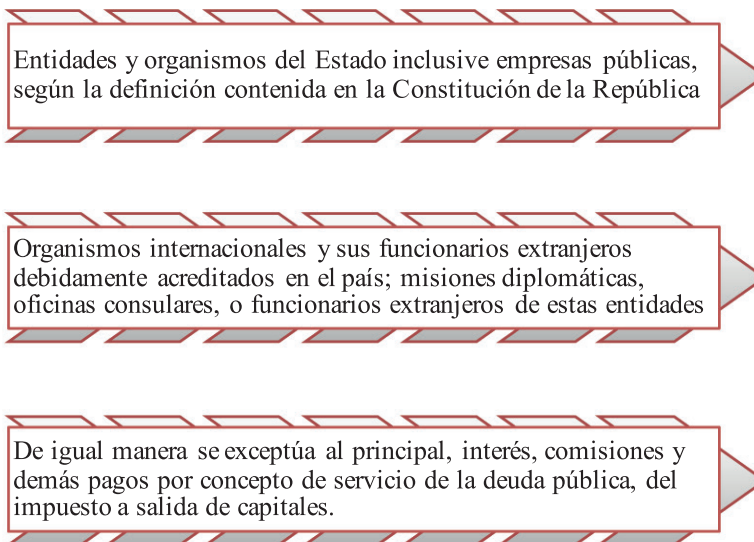 Entidades y organismos del Estado inclusive empresas públicas,
según la definición contenida en la Constitución de la República
Organismos internacionales y sus funcionarios extranjeros
debidamente acreditados en el país; misiones diplomáticas,
oficinas consulares, o funcionarios extranjeros de estas entidades
De igual manera se exceptúa al principal, interés, comisiones y
demás pagos por concepto de servicio de la deuda pública, del
impuesto a salida de capitales.